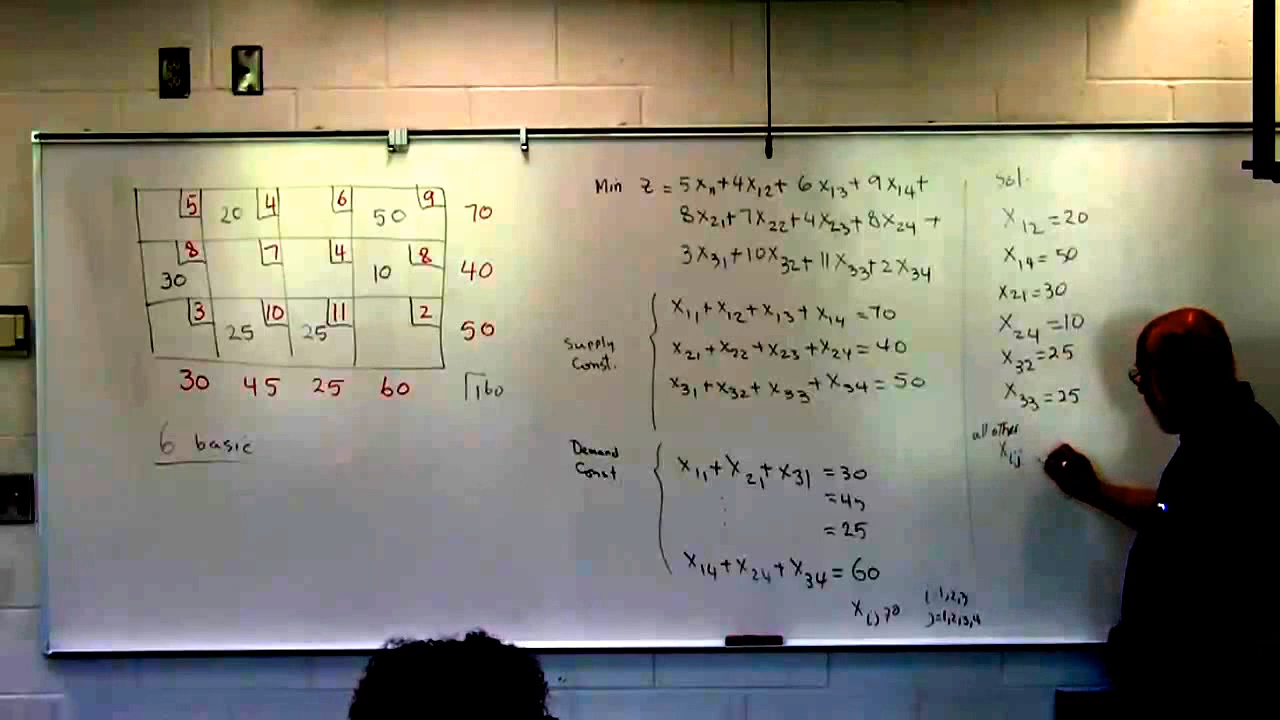 5 20 4 6 50 9 70
30 8 7 4 10 8 40
3 25 10 25 11 2 50
30 45 25 60 160
6 basic
Min Z = 5x₁₁+4x₁₂+ 6x₁₃+9x₁₄+
8x₂₁+7x₂₂+4x₂₃+8x₂₄ +
3x₃₁+10x₃₂+11x₃₃+2x₃₄
Supply
Const.
x₁₁+x₁₂+x₁₃+x₁₄=70
x₂₁+x₂₂+x₂₃+x₂₄=40
x₃₁+x₃₂+x₃₃+x₃₄=50
Demand
Const
x₁₁+x₂₁+x₃₁ =30
=45
=25
x₁₄+x₂₄+x₃₄=60
xᵢⱼ≥0
j=1,2,3,4
Sol.
x₁₂=20
x₁₄=50
x₂₁=30
x₂₄=10
x₃₂=25
x₃₃=25
all other
xᵢⱼ